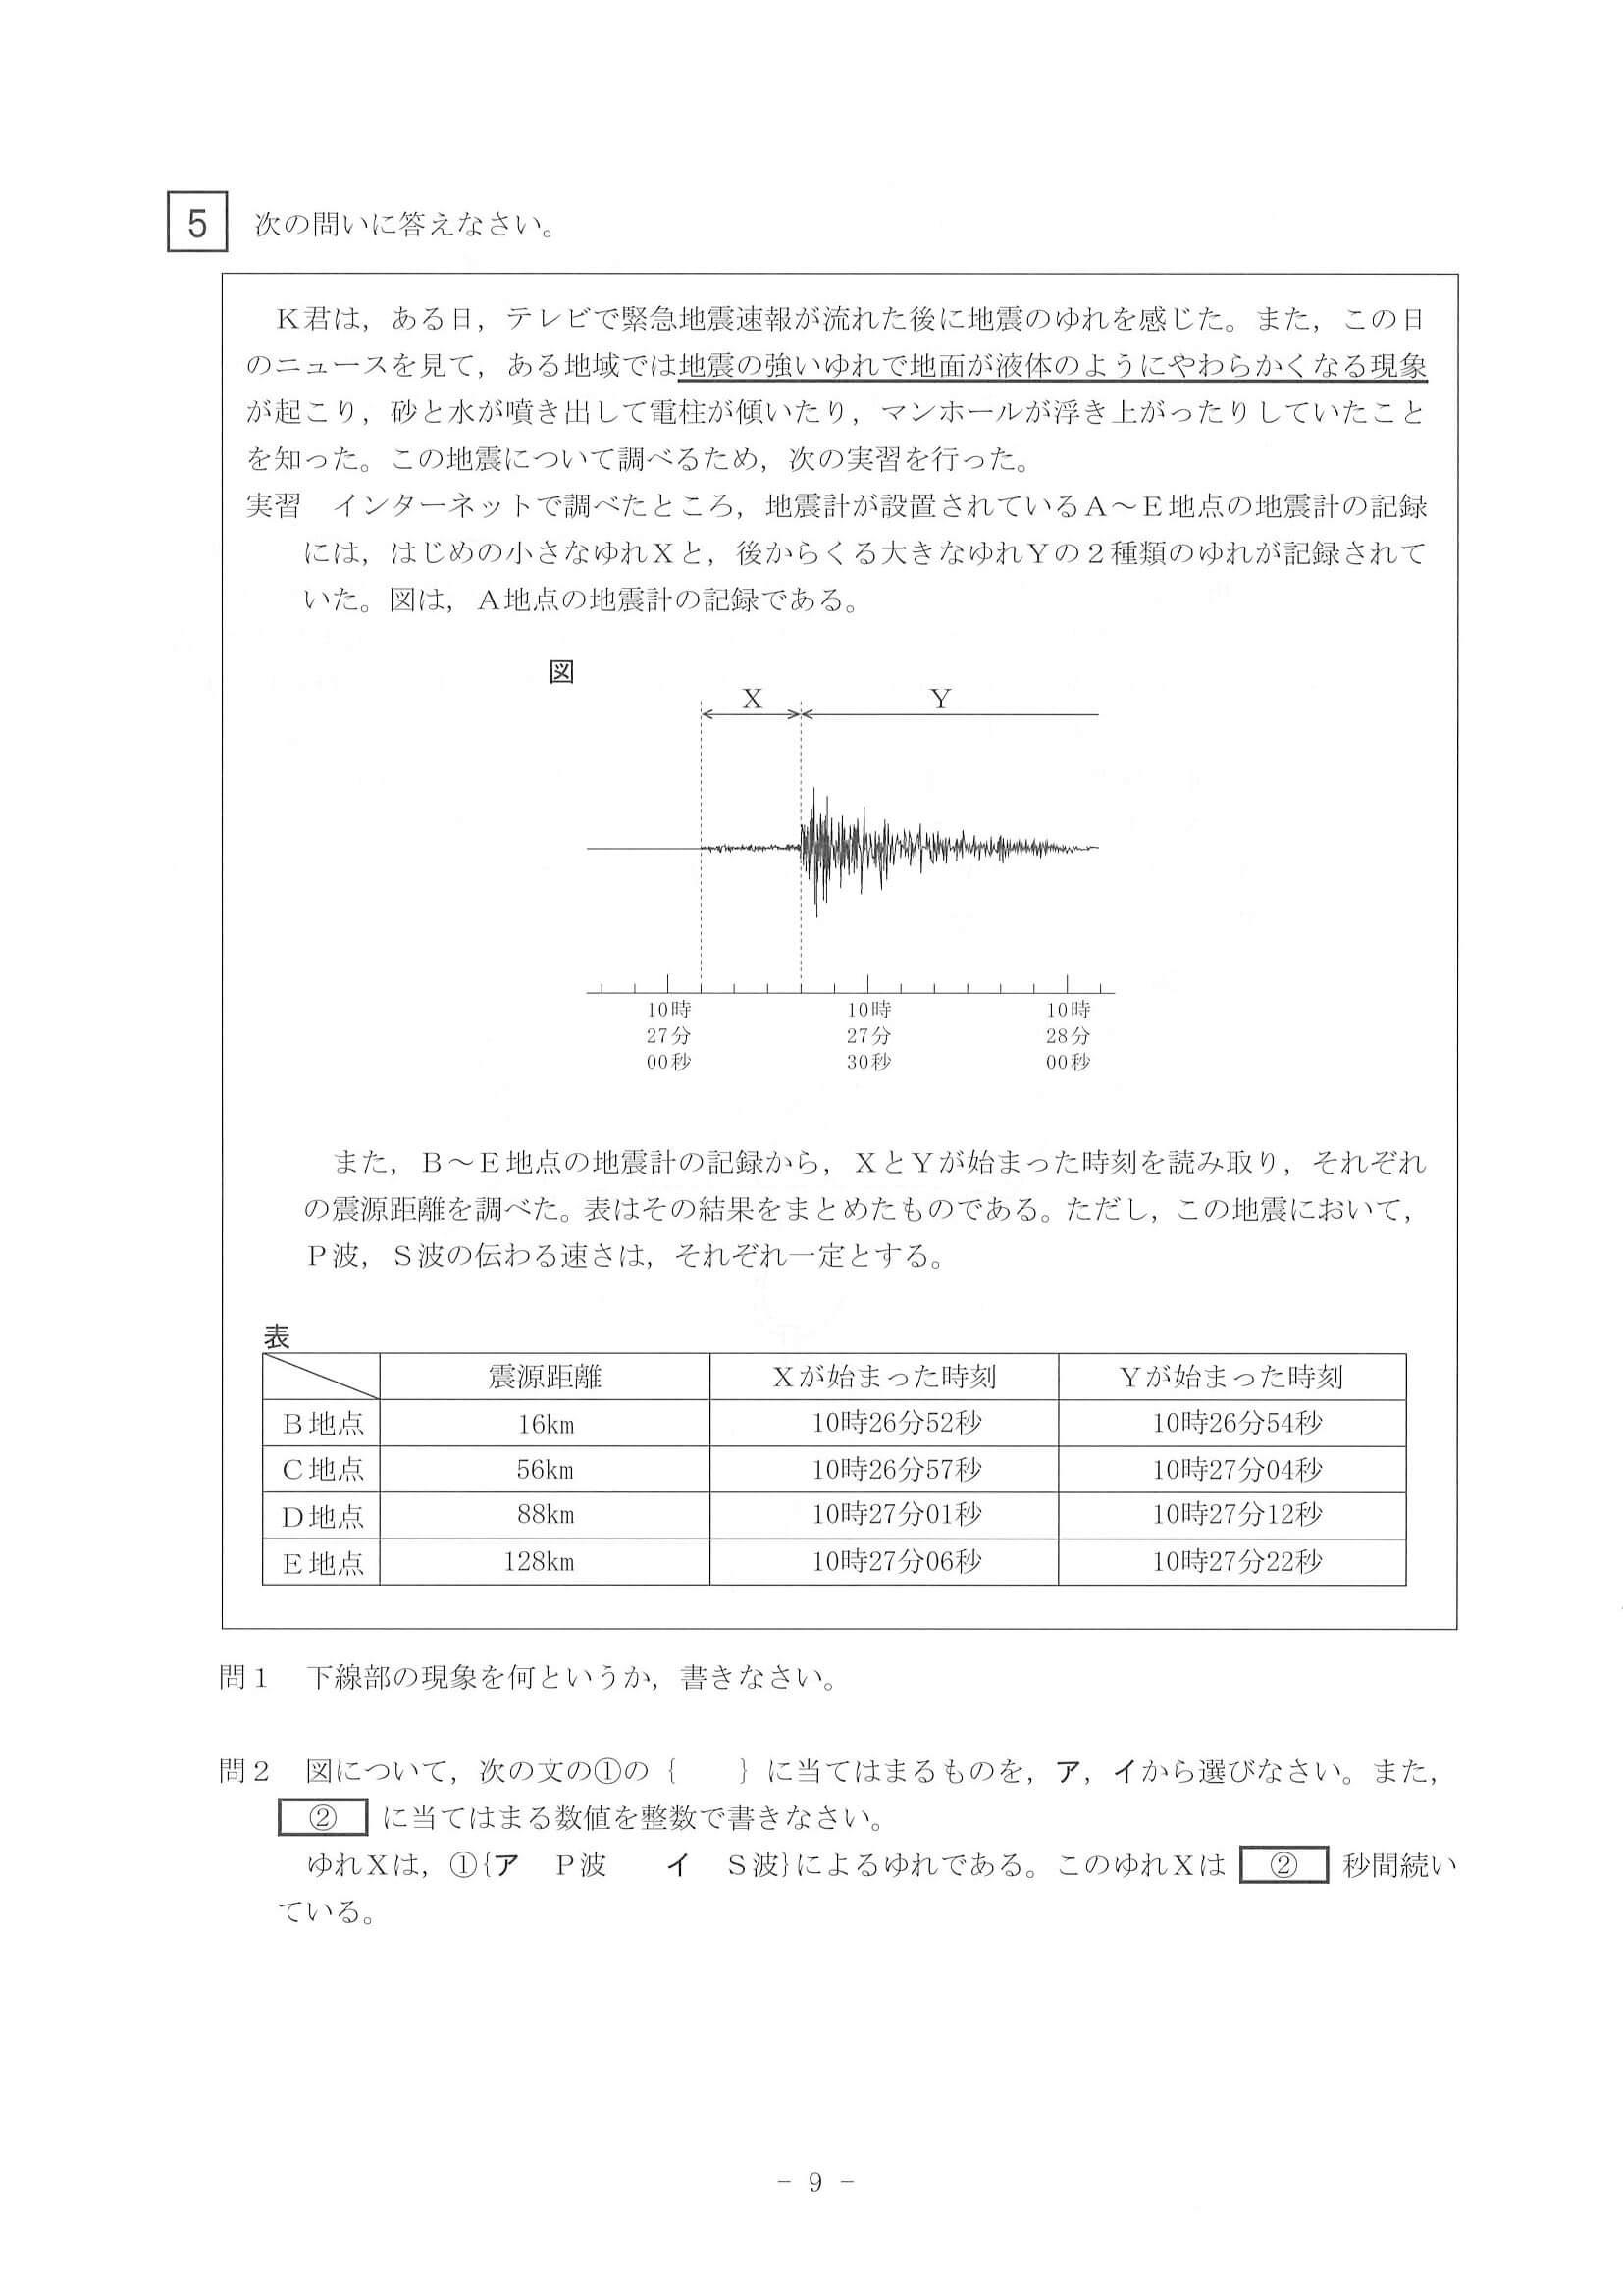 5 次の問いに答えなさい。
K君は，ある日，テレビで緊急地震速報が流れた後に地震のゆれを感じた。また，この日
のニュースを見て，ある地域では地震の強いゆれで地面が液体のようにやわらかくなる現象
が起こり，砂と水が噴き出して電柱が傾いたり，マンホールが浮き上がったりしていたこと
を知った。この地震について調べるため，次の実習を行った。
実習　インターネットで調べたところ，地震計が設置されているA～E地点の地震計の記録
には，はじめの小さなゆれXと，後からくる大きなゆれYの2種類のゆれが記録されて
いた。図は，A地点の地震計の記録である。
図
X Y
10時 10時 10時
27分 27分 28分
00秒 30秒 00秒
また，B～E地点の地震計の記録から，XとYが始まった時刻を読み取り，それぞれ
の震源距離を調べた。表はその結果をまとめたものである。ただし，この地震において，
P波，S波の伝わる速さは，それぞれ一定とする。
表
震源距離 Xが始まった時刻 Yが始まった時刻
B地点 16km 10時26分52秒 10時26分54秒
C地点 56km 10時26分57秒 10時27分04秒
D地点 88km 10時27分01秒 10時27分12秒
E地点 128km 10時27分06秒 10時27分22秒
問1　下線部の現象を何というか，書きなさい。
問2　図について，次の文の①の｛　　｝に当てはまるものを，ア，イから選びなさい。また，
② に当てはまる数値を整数で書きなさい。
ゆれXは，①{ア　P波　　イ　S波}によるゆれである。このゆれXは ② 秒間続い
ている。
- 9 -